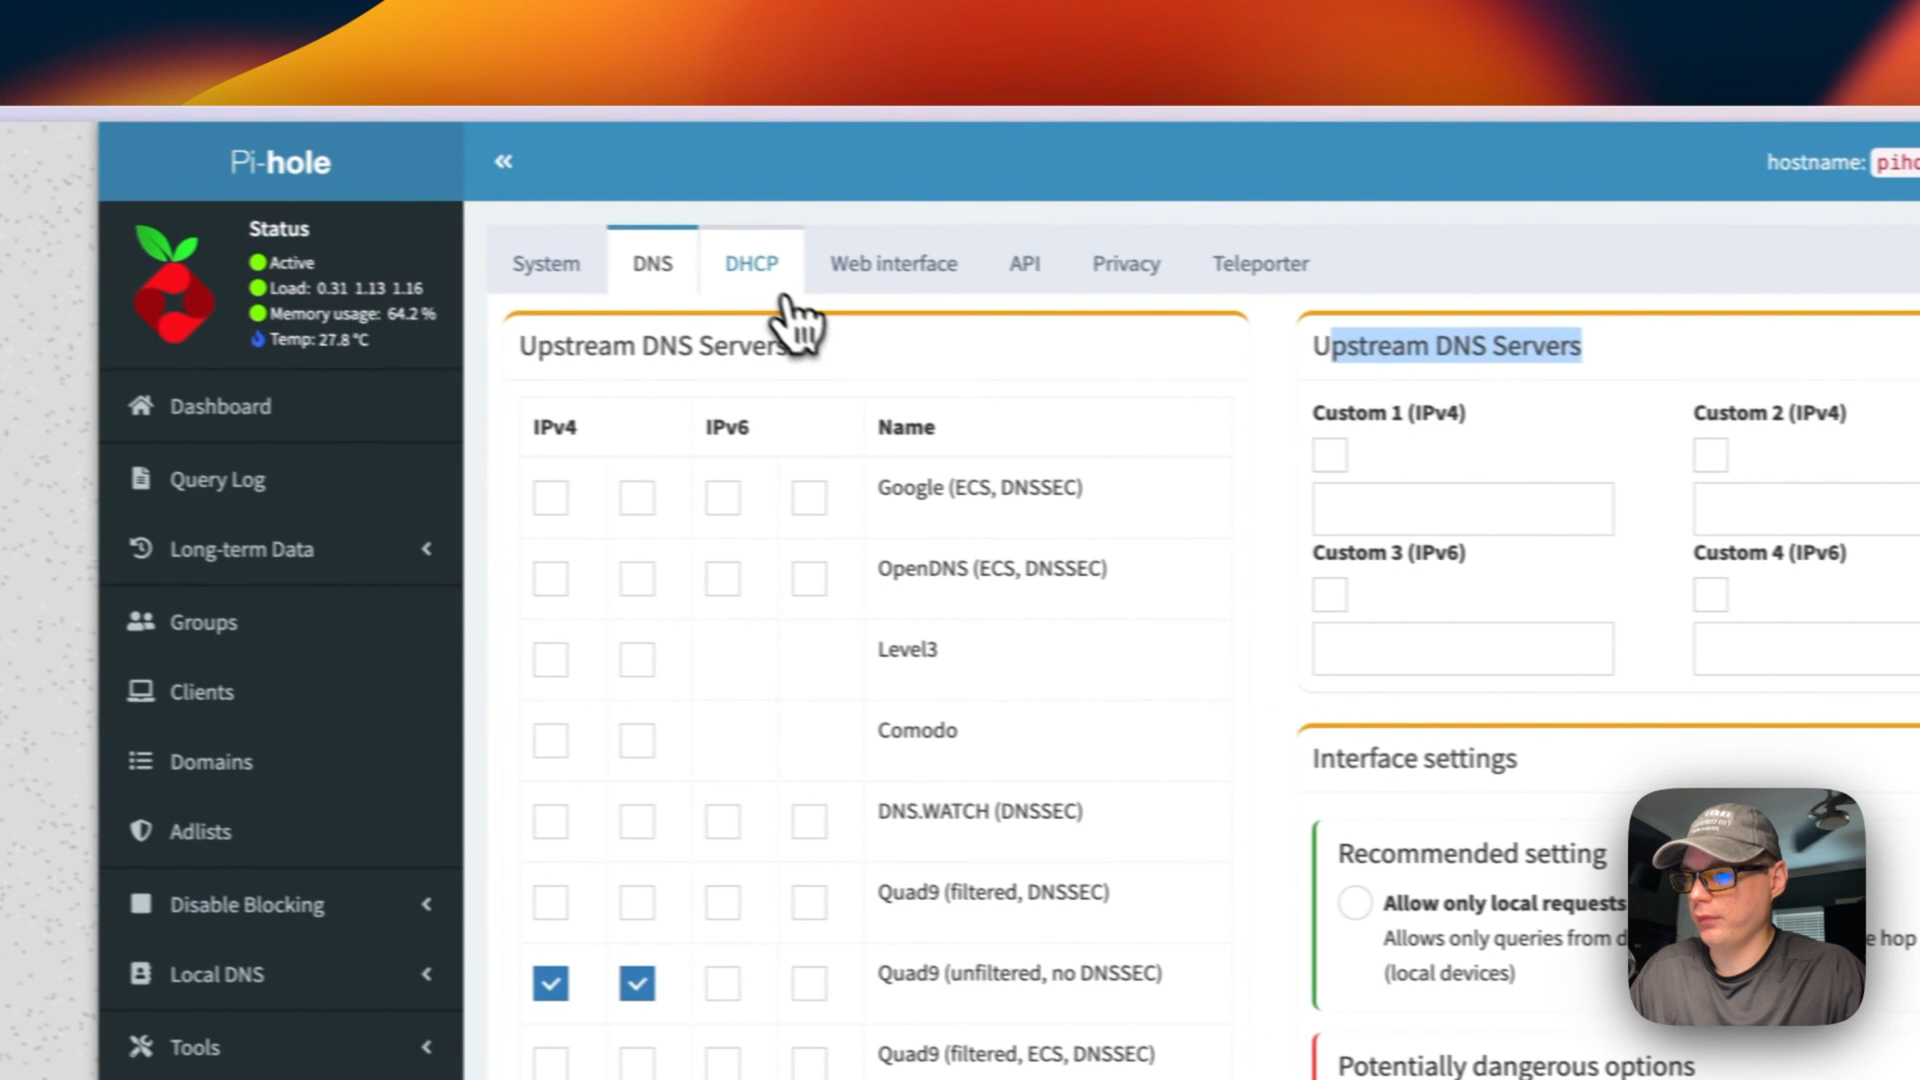 Pi-hole
hostname:
Status
Active
Load: 0.31 1.13 1.16
Memory usage: 64.2 %
Temp: 27.8 °C
Dashboard
Query Log
Long-term Data
Groups
Clients
Domains
Adlists
Disable Blocking
Local DNS
Tools
System
DNS
DHCP
Web interface
API
Privacy
Teleporter
Upstream DNS Servers
IPv4 IPv6 Name
Google (ECS, DNSSEC)
OpenDNS (ECS, DNSSEC)
Level3
Comodo
DNS.WATCH (DNSSEC)
Quad9 (filtered, DNSSEC)
Quad9 (unfiltered, no DNSSEC)
Quad9 (filtered, ECS, DNSSEC)
Upstream DNS Servers
Custom 1 (IPv4) Custom 2 (IPv4)
Custom 3 (IPv6) Custom 4 (IPv6)
Interface settings
Recommended setting
Allow only local requests
Allows only queries from
hop
(local devices)
Potentially dangerous options